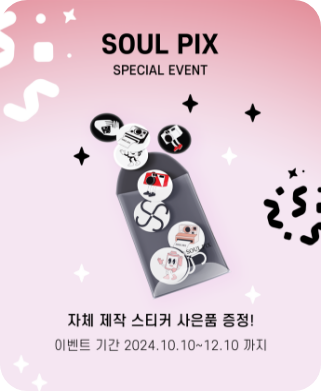 SOUL PIX
SPECIAL EVENT
SOUL
자체 제작 스티커 사은품 증정!
이벤트 기간 2024.10.10~12.10 까지